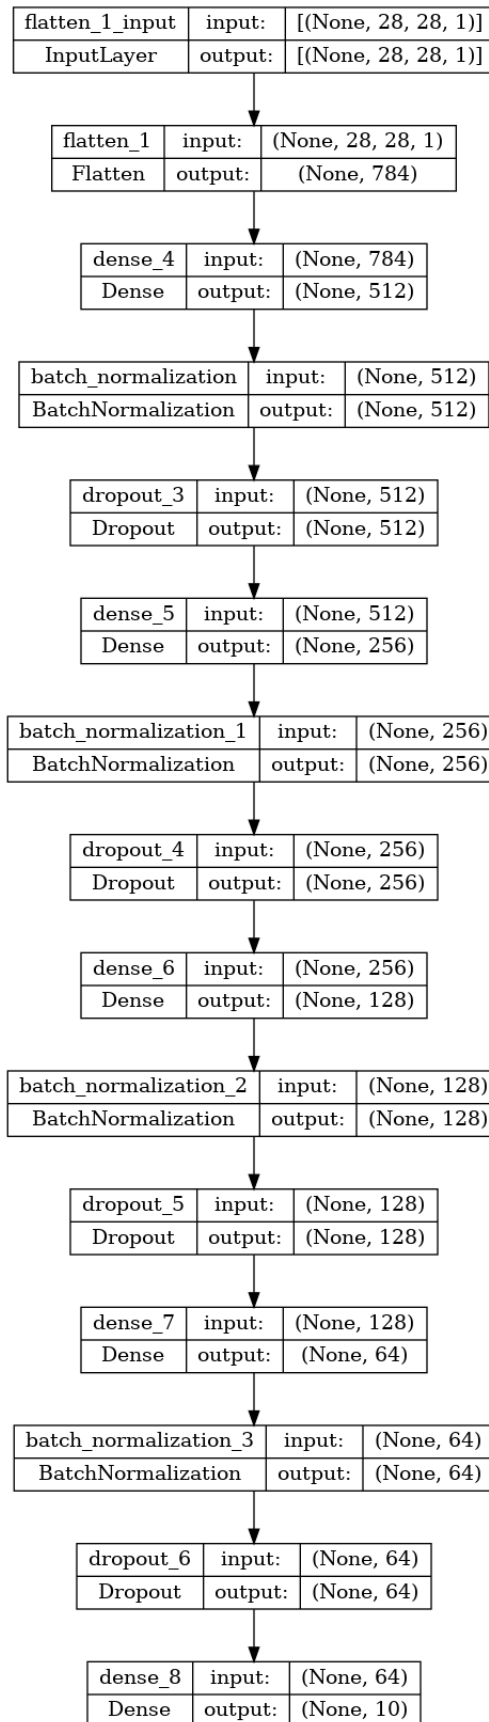 flatten_1_input input: [(None, 28, 28, 1)]
InputLayer output: [(None, 28, 28, 1)]
flatten_1 input: (None, 28, 28, 1)
Flatten output: (None, 784)
dense_4 input: (None, 784)
Dense output: (None, 512)
batch_normalization input: (None, 512)
BatchNormalization output: (None, 512)
dropout_3 input: (None, 512)
Dropout output: (None, 512)
dense_5 input: (None, 512)
Dense output: (None, 256)
batch_normalization_1 input: (None, 256)
BatchNormalization output: (None, 256)
dropout_4 input: (None, 256)
Dropout output: (None, 256)
dense_6 input: (None, 256)
Dense output: (None, 128)
batch_normalization_2 input: (None, 128)
BatchNormalization output: (None, 128)
dropout_5 input: (None, 128)
Dropout output: (None, 128)
dense_7 input: (None, 128)
Dense output: (None, 64)
batch_normalization_3 input: (None, 64)
BatchNormalization output: (None, 64)
dropout_6 input: (None, 64)
Dropout output: (None, 64)
dense_8 input: (None, 64)
Dense output: (None, 10)